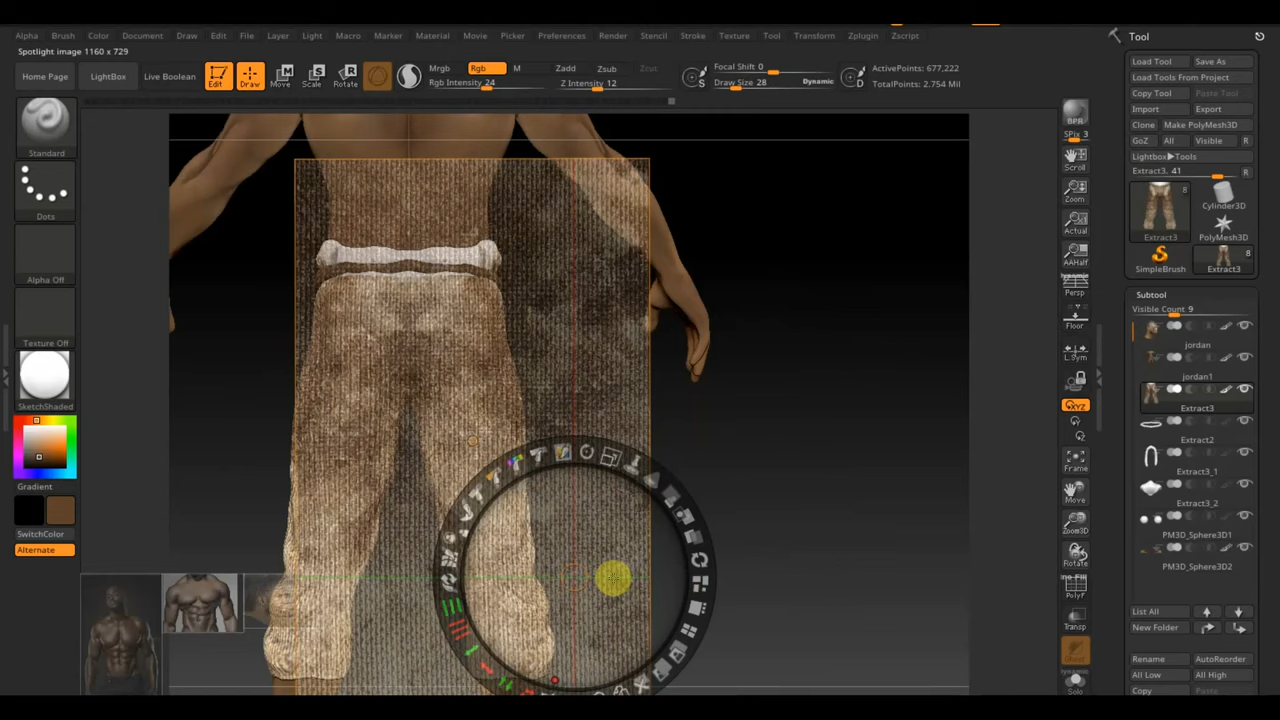 Alpha Brush Color Document Draw Edit File Layer Light Macro Marker Material Movie Picker Preferences Render Stencil Stroke Texture Tool Transform Zplugin Zscript
Spotlight image 1160 x 729
Home Page LightBox Live Boolean Edit Draw Move Scale Rotate
Mrgb Rgb M Zadd Zsub Zcut
Rgb Intensity 24 Z Intensity 12
Focal Shift 0
Draw Size 28 Dynamic
ActivePoints: 677,222
TotalPoints: 2.754 Mil
Standard
Dots
Alpha Off
Texture Off
SketchShaded
Gradient
SwitchColor
Alternate
BPR
SPix 3
Scroll
Zoom
Actual
AAHalf
Dynamic
Persp
Floor
L.Sym
XYZ
Frame
Move
Zoom3D
Rotate
PolyF
Transp
Ghost
Dynamic
Solo
Tool
Load Tool Save As
Load Tools From Project
Copy Tool Paste Tool
Import Export
Clone Make PolyMesh3D
GoZ All Visible R
Lightbox▶Tools
Extract3. 41 R
8
Cylinder3D
Extract3 PolyMesh3D
8
SimpleBrush Extract3
Subtool
Visible Count 9
jordan
jordan1
Extract3
Extract2
Extract3_1
Extract3_2
PM3D_Sphere3D1
PM3D_Sphere3D2
List All
New Folder
Rename AutoReorder
All Low All High
Copy Paste